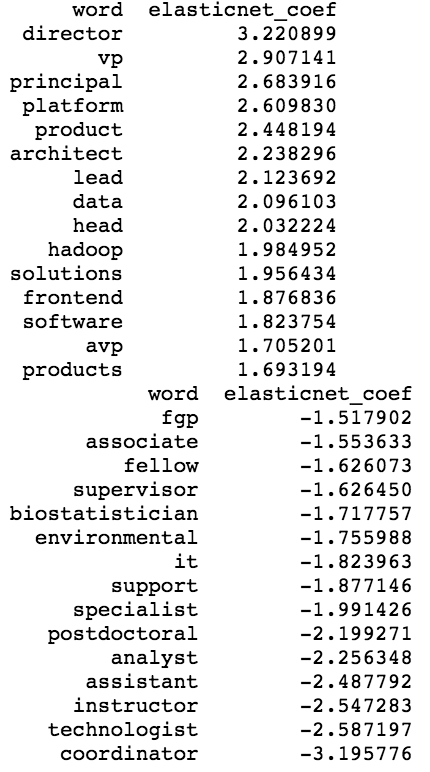 word elasticnet_coef
director 3.220899
vp 2.907141
principal 2.683916
platform 2.609830
product 2.448194
architect 2.238296
lead 2.123692
data 2.096103
head 2.032224
hadoop 1.984952
solutions 1.956434
frontend 1.876836
software 1.823754
avp 1.705201
products 1.693194
word elasticnet_coef
fgp -1.517902
associate -1.553633
fellow -1.626073
supervisor -1.626450
biostatistician -1.717757
environmental -1.755988
it -1.823963
support -1.877146
specialist -1.991426
postdoctoral -2.199271
analyst -2.256348
assistant -2.487792
instructor -2.547283
technologist -2.587197
coordinator -3.195776